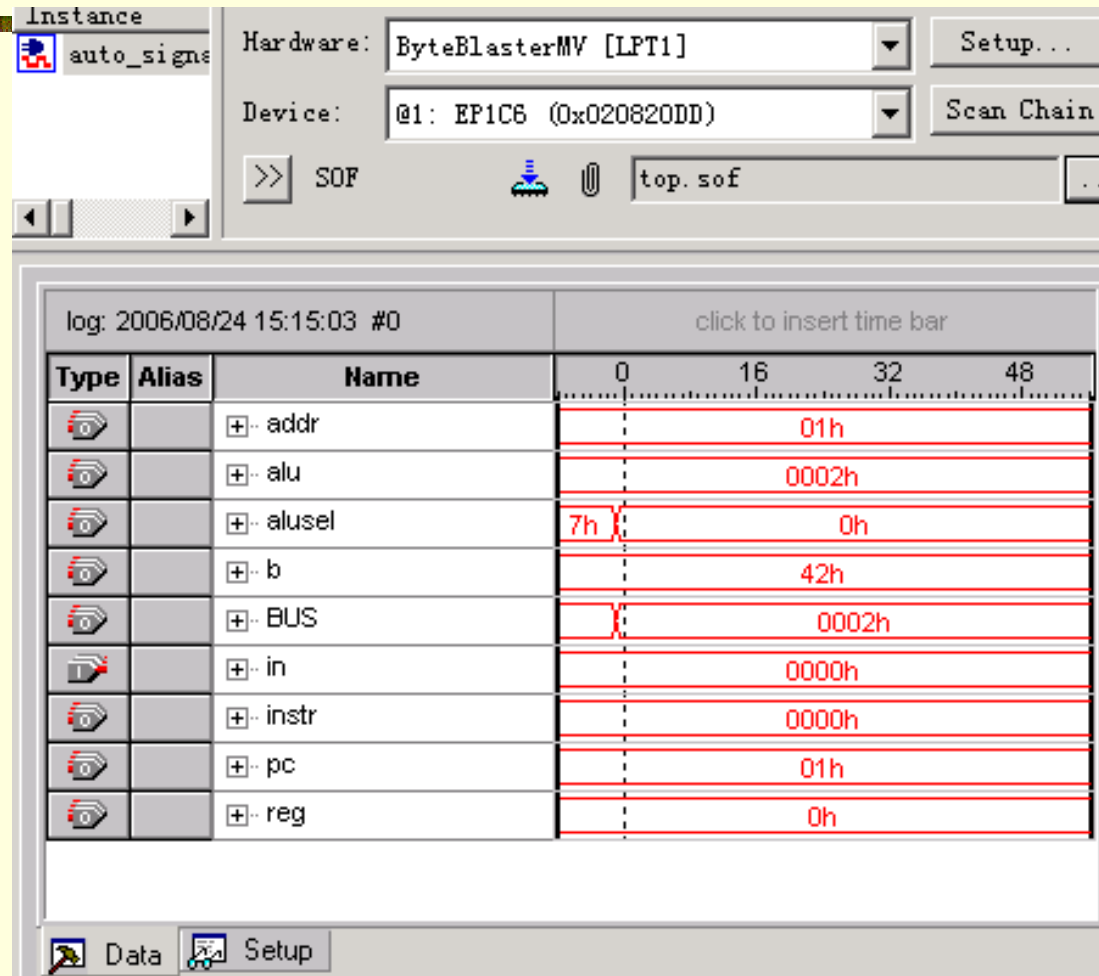 Instance
auto_signa
Hardware: ByteBlasterMV [LPT1] Setup...
Device: @1: EP1C6 (0x020820DD) Scan Chain
>> SOF top.sof ..
log: 2006/08/24 15:15:03 #0 click to insert time bar
Type Alias Name 0 16 32 48
addr 01h
alu 0002h
alusel 7h 0h
b 42h
BUS 0002h
in 0000h
instr 0000h
pc 01h
reg 0h
Data Setup